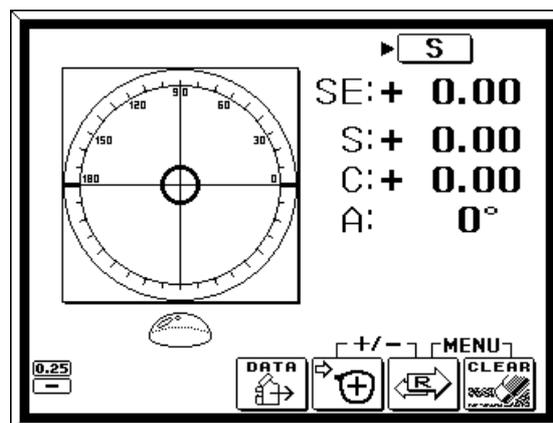 S
SE:+ 0.00
S:+ 0.00
C:+ 0.00
A: 0°
120 90 60
150 30
180 0
+/- MENU
0.25
−
DATA R CLEAR